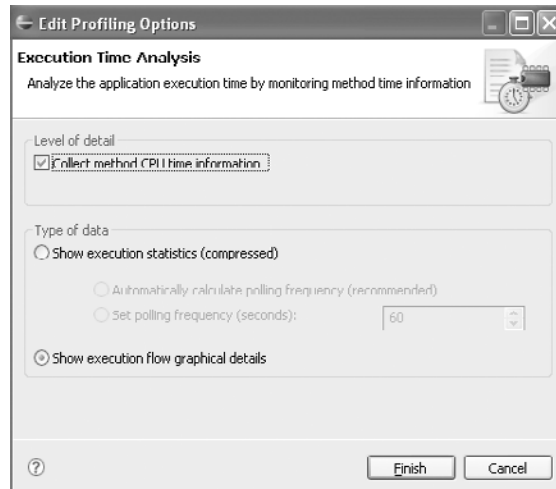 Edit Profiling Options
Execution Time Analysis
Analyze the application execution time by monitoring method time information
Level of detail
Collect method CPU time information
Type of data
Show execution statistics (compressed)
Automatically calculate polling frequency (recommended)
Set polling frequency (seconds):
60
Show execution flow graphical details
?
Finish
Cancel